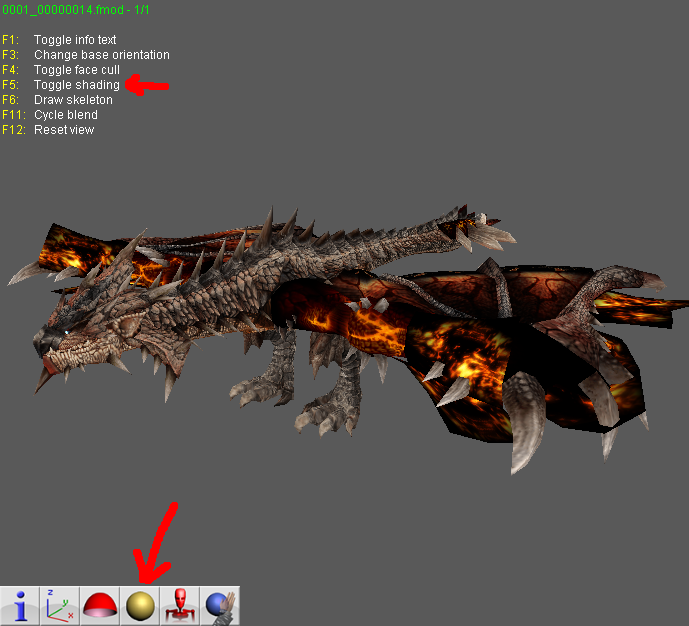 0001_00000014.fmod - 1/1
F1: Toggle info text
F3: Change base orientation
F4: Toggle face cull
F5: Toggle shading
F6: Draw skeleton
F11: Cycle blend
F12: Reset view
z
y
x